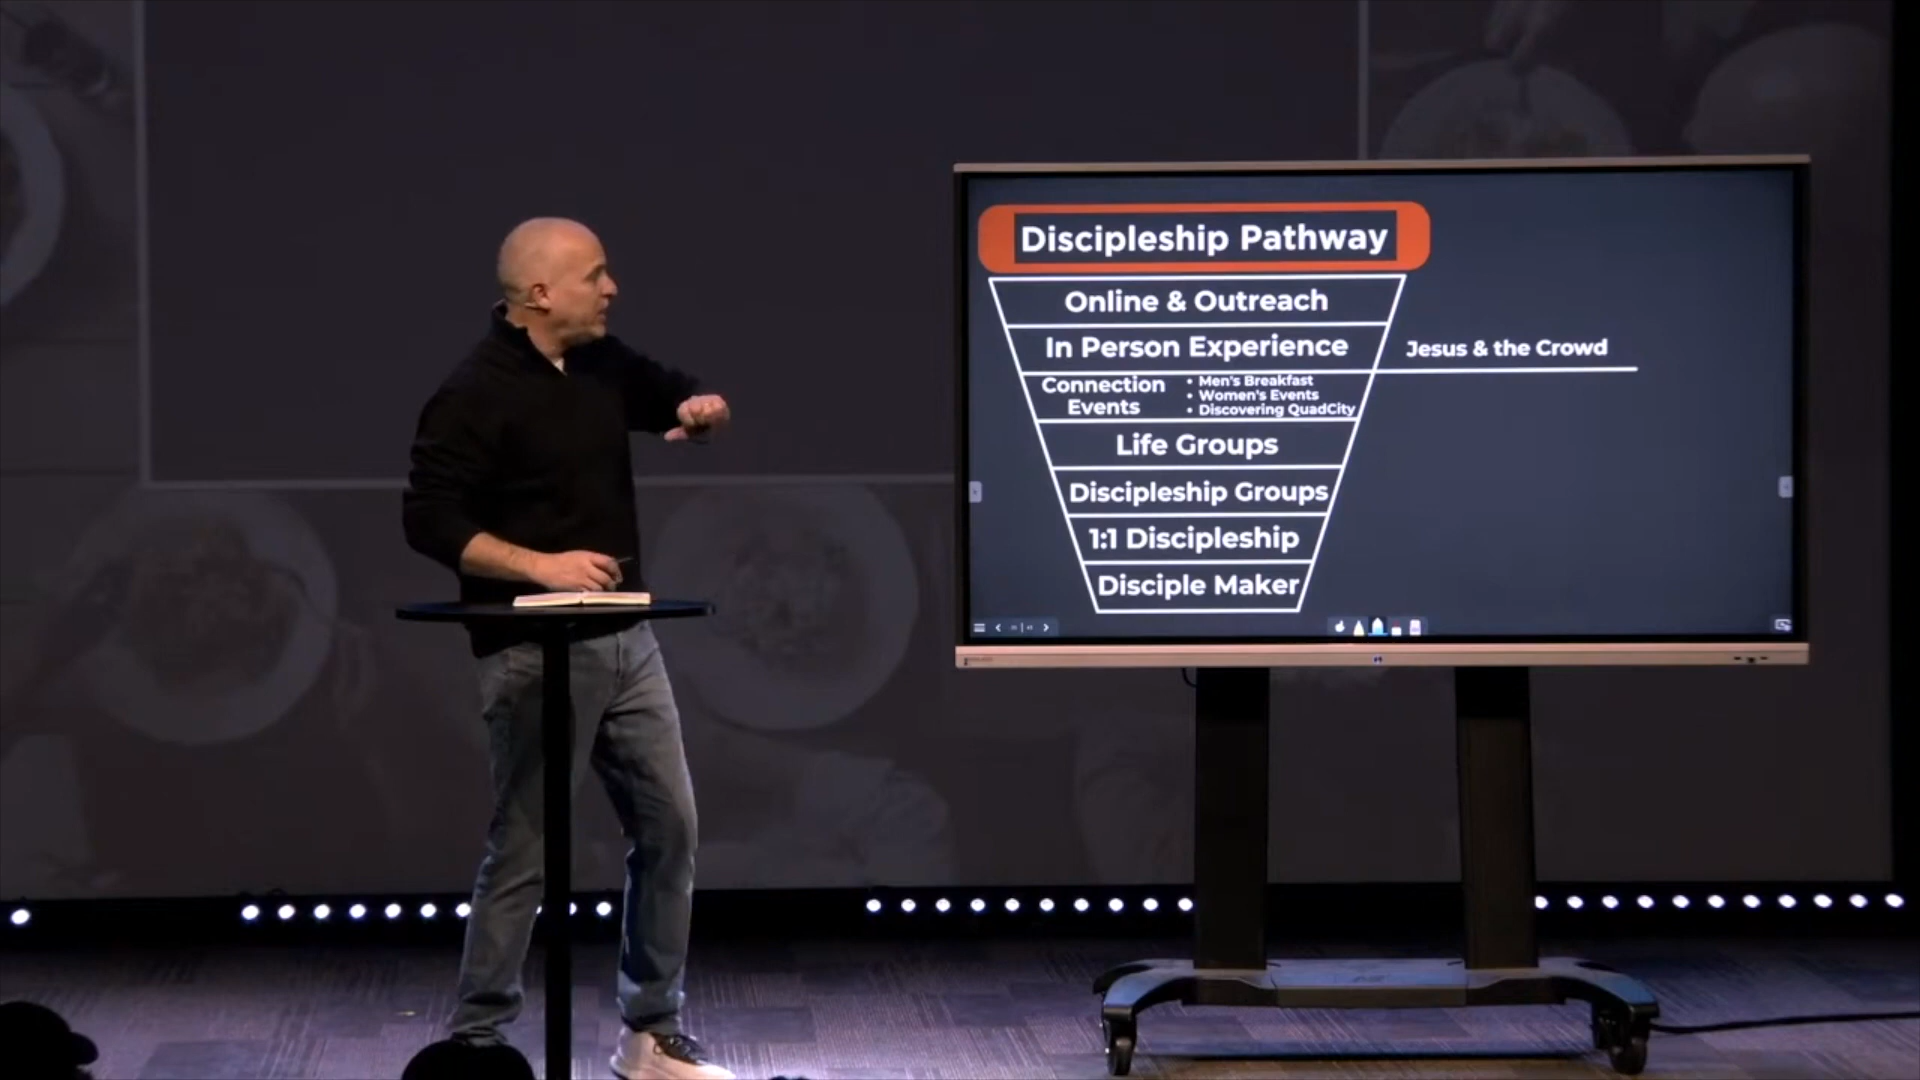 Discipleship Pathway
Online & Outreach
In Person Experience
Jesus & the Crowd
Connection
Events
• Men's Breakfast
• Women's Events
• Discovering QuadCity
Life Groups
Discipleship Groups
1:1 Discipleship
Disciple Maker